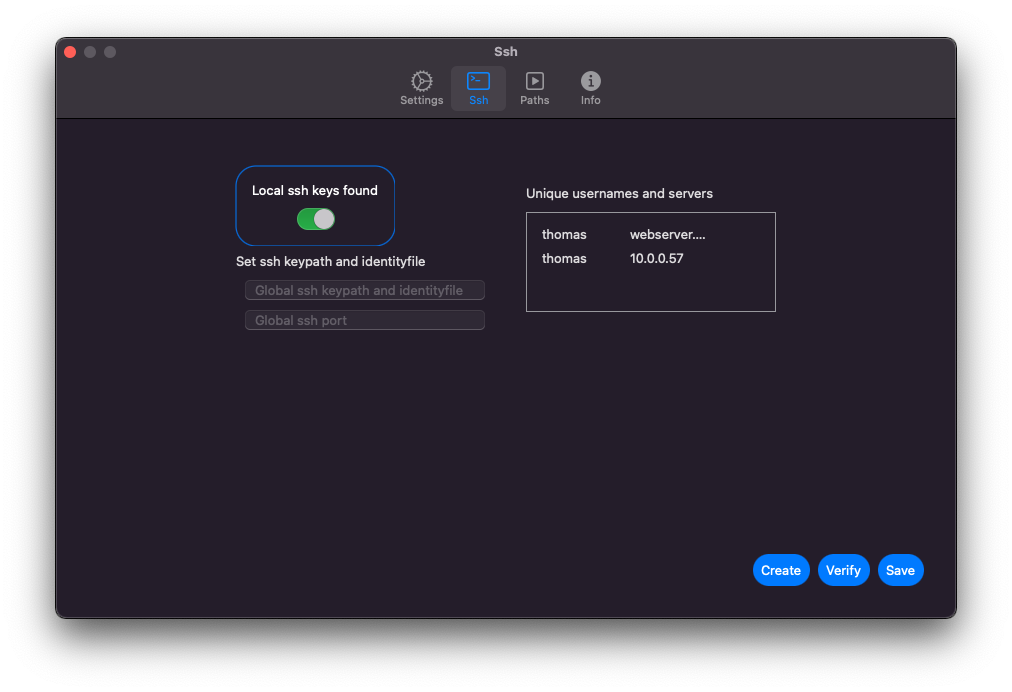 Ssh
Settings Ssh Paths Info
Local ssh keys found
Set ssh keypath and identityfile
Global ssh keypath and identityfile
Global ssh port
Unique usernames and servers
thomas webserver....
thomas 10.0.0.57
Create Verify Save